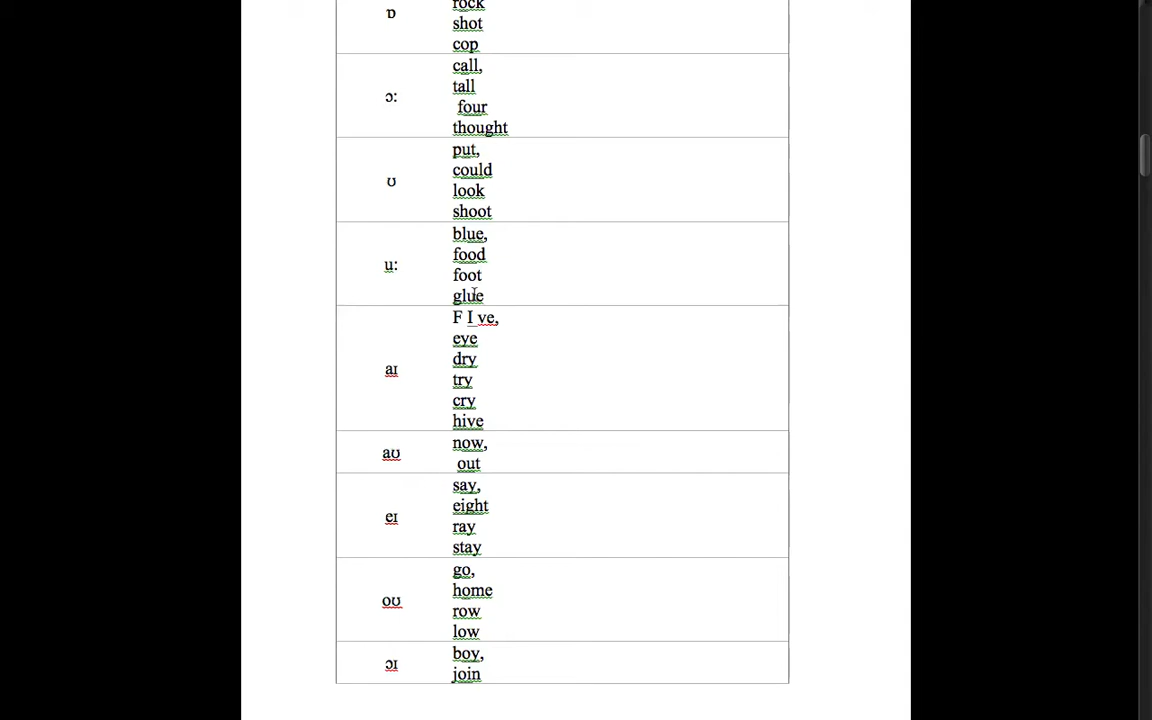 rock
ɒ
shot
cop
call,
tall
ɔː
four
thought
put,
could
ʊ
look
shoot
blue,
food
uː
foot
glue
F I ve,
eye
dry
aɪ
try
cry
hive
now,
aʊ
out
say,
eight
eɪ
ray
stay
go,
home
oʊ
row
low
boy,
ɔɪ
join